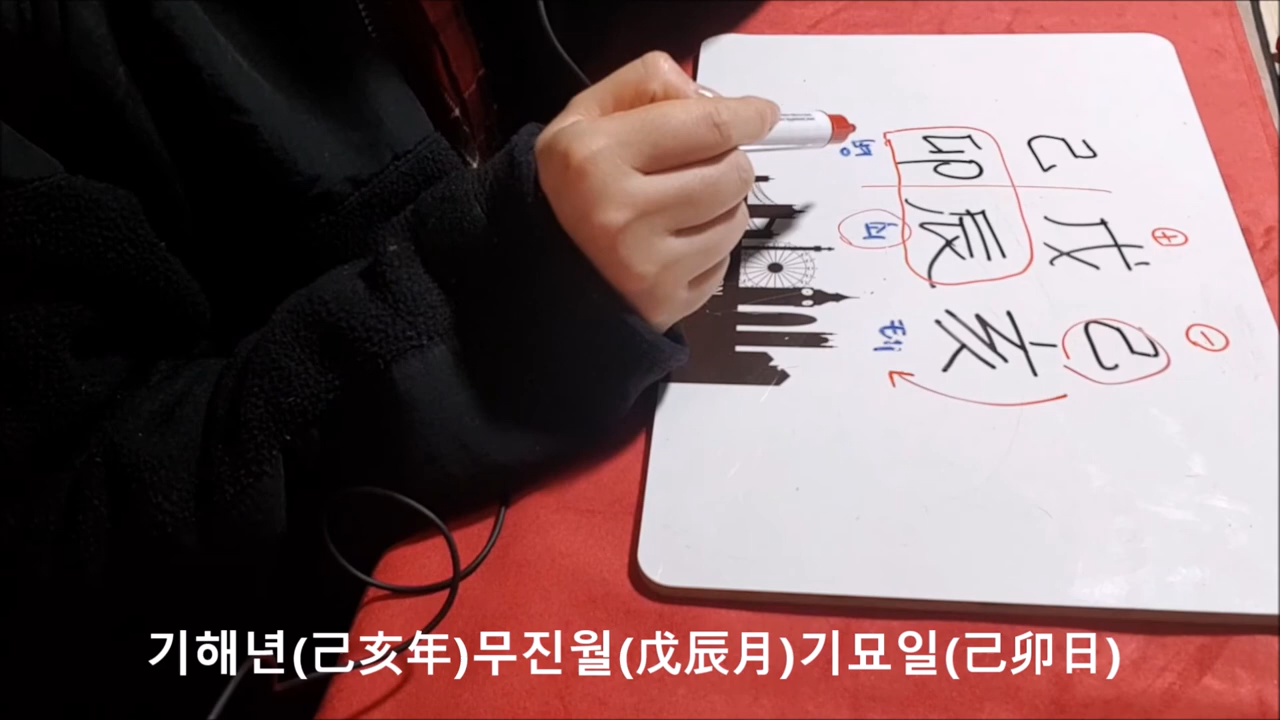 ⊕ ⊖
己 戊 己
卯 辰 亥
기해년(己亥年)무진월(戊辰月)기묘일(己卯日)